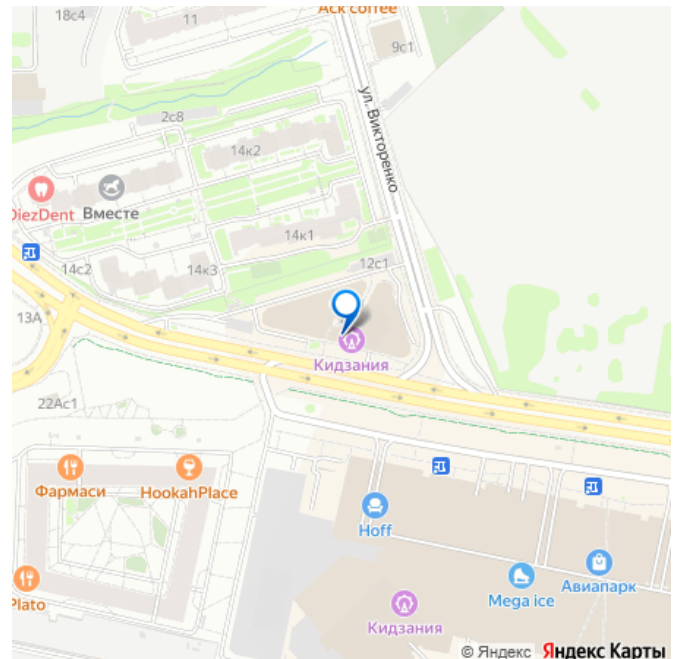 Ack coffee
18с4
11
9с1
ул. Викторенко
2с8
14к2
DiezDent
Вместе
14к1
12с1
14с2
14к3
13А
Кидзания
22Ас1
Фармаси
HookahPlace
Hoff
Plato
Mega ice
Авиапарк
Кидзания
© Яндекс Яндекс Карты